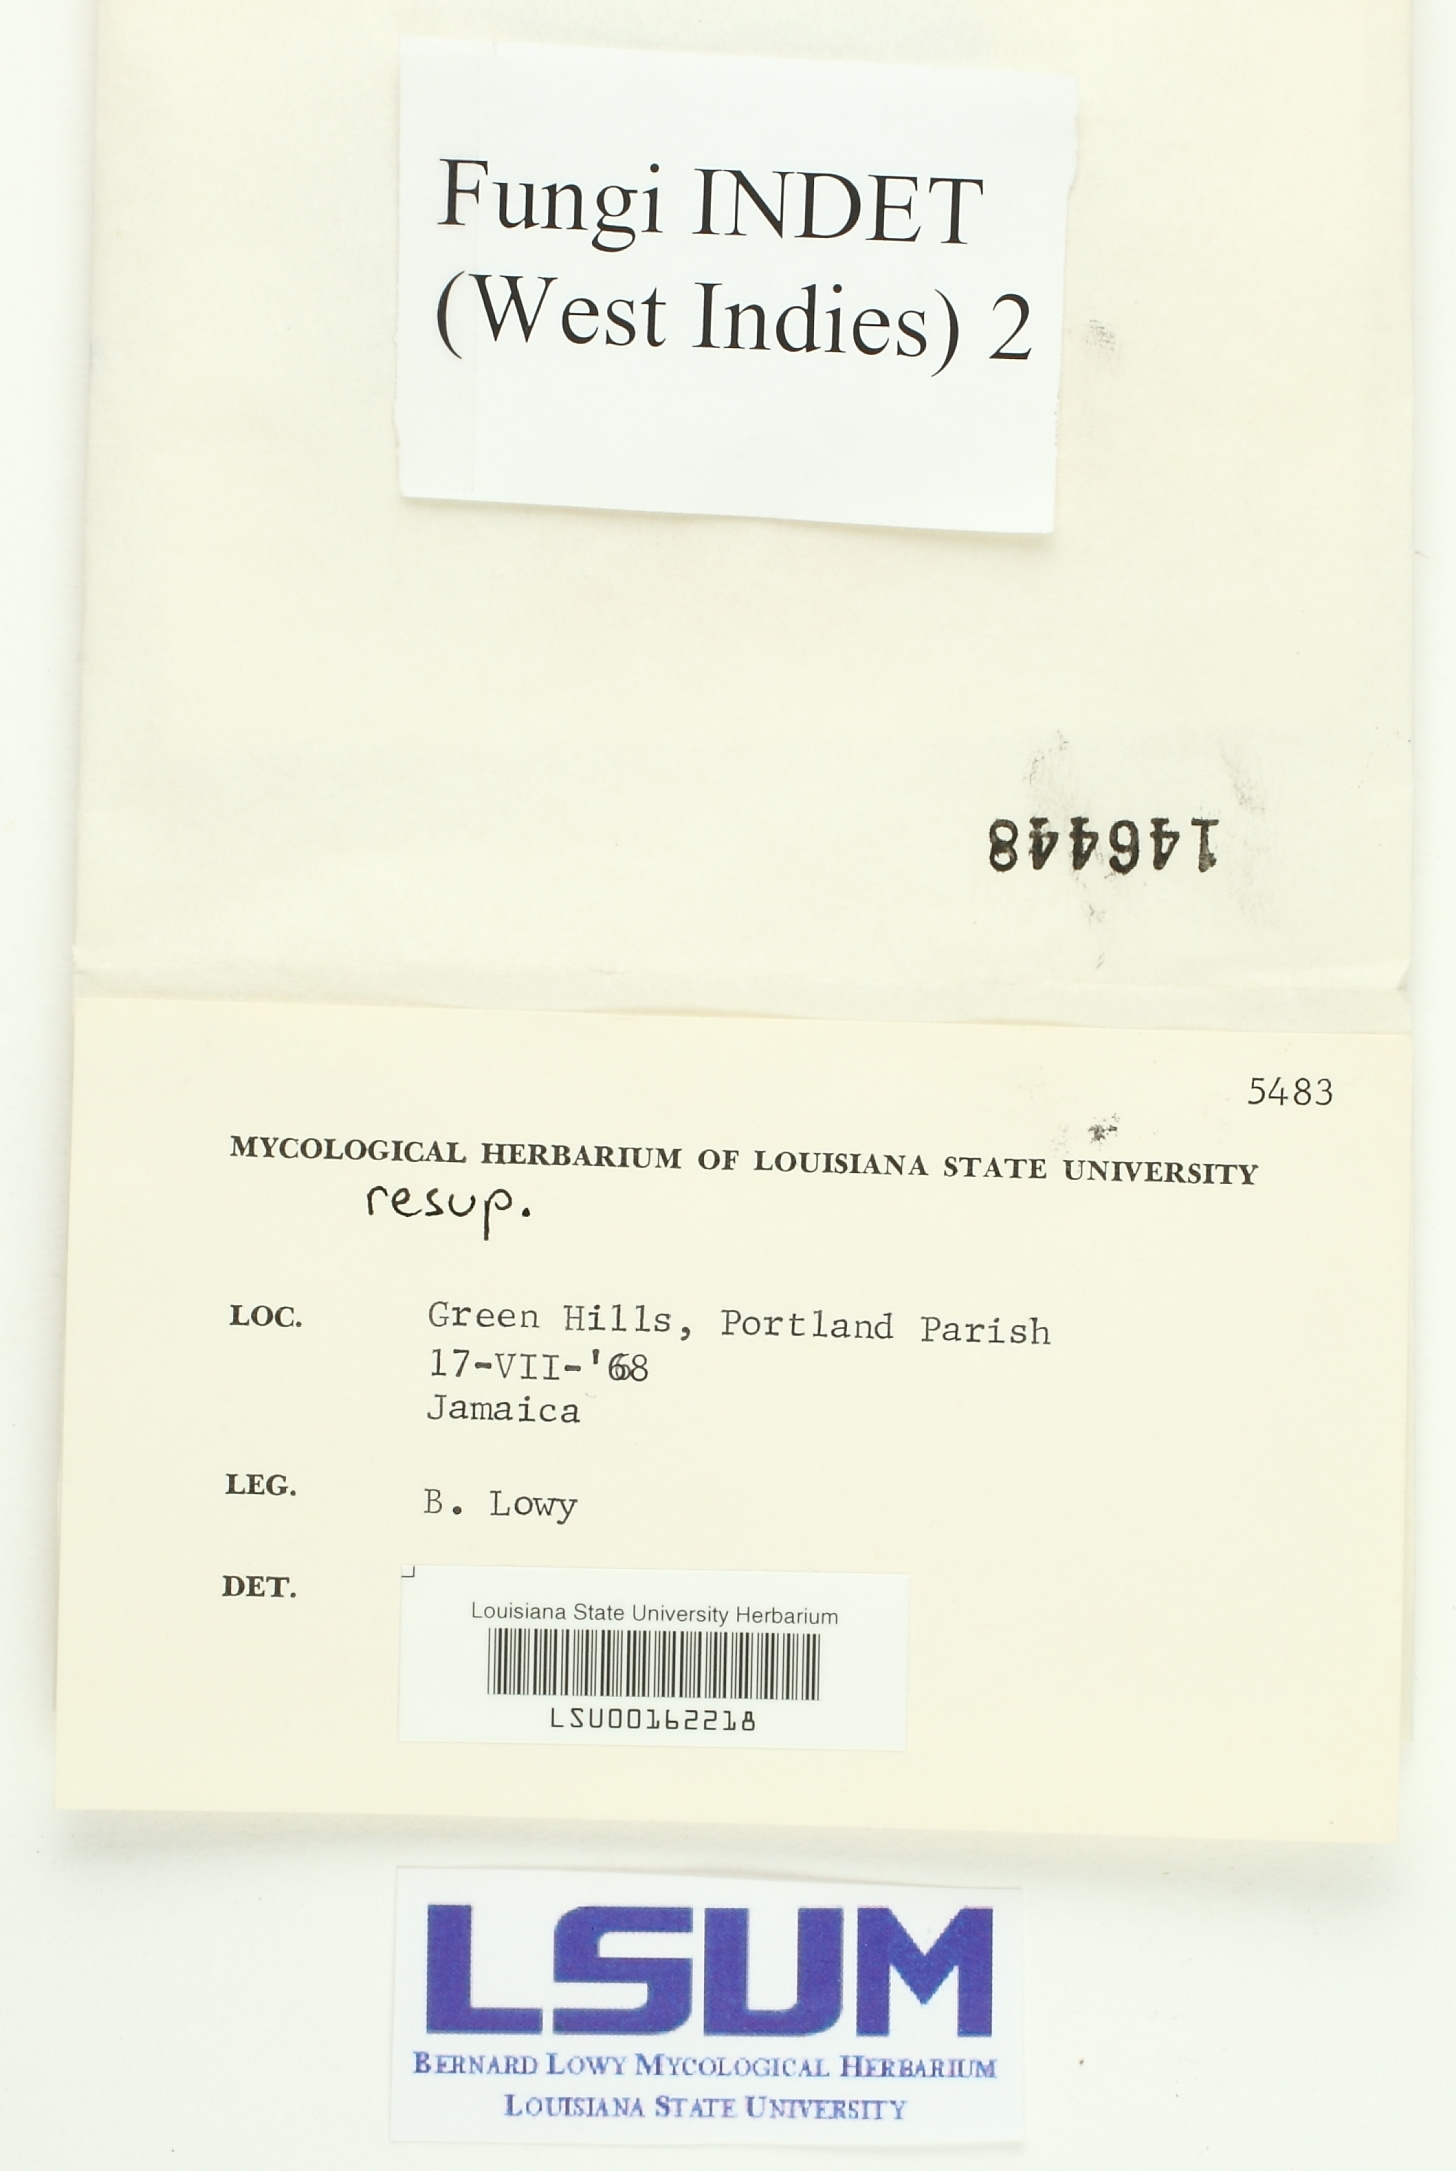 Fungi INDET
(West Indies) 2
146448
5483
MYCOLOGICAL HERBARIUM OF LOUISIANA STATE UNIVERSITY
resup.
LOC. Green Hills, Portland Parish
17-VII-'68
Jamaica
LEG. B. Lowy
DET.
Louisiana State University Herbarium
LSU00162218
LSUM
BERNARD LOWY MYCOLOGICAL HERBARIUM
LOUISIANA STATE UNIVERSITY